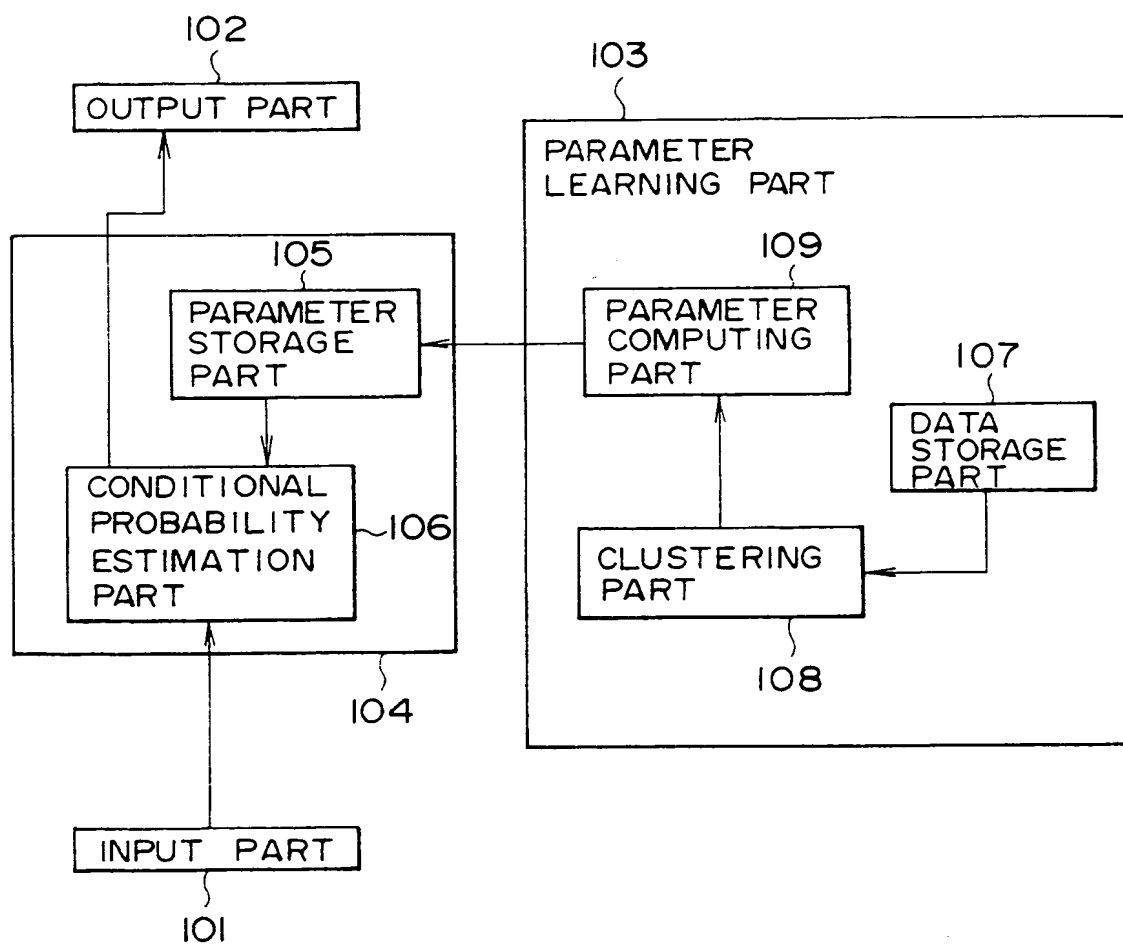 102
OUTPUT PART
103
PARAMETER
LEARNING PART
105
PARAMETER
STORAGE
PART
109
PARAMETER
COMPUTING
PART
107
DATA
STORAGE
PART
CONDITIONAL
PROBABILITY
ESTIMATION
PART
106
CLUSTERING
PART
108
104
INPUT PART
101